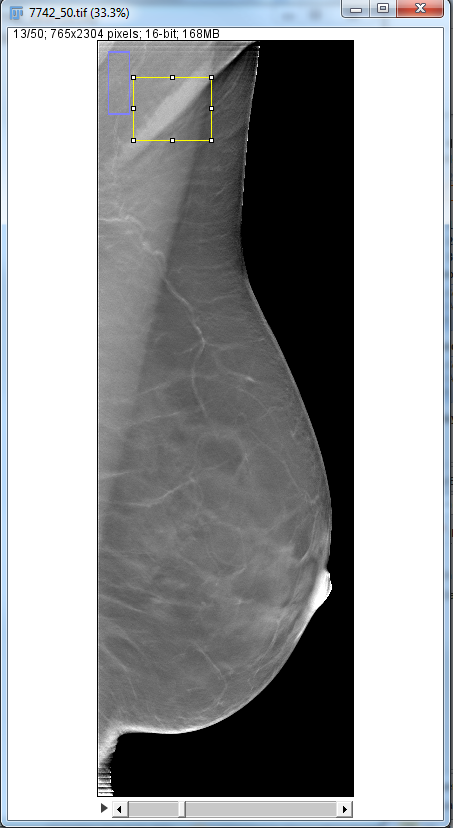 7742_50.tif (33.3%)
13/50; 765x2304 pixels; 16-bit; 168MB